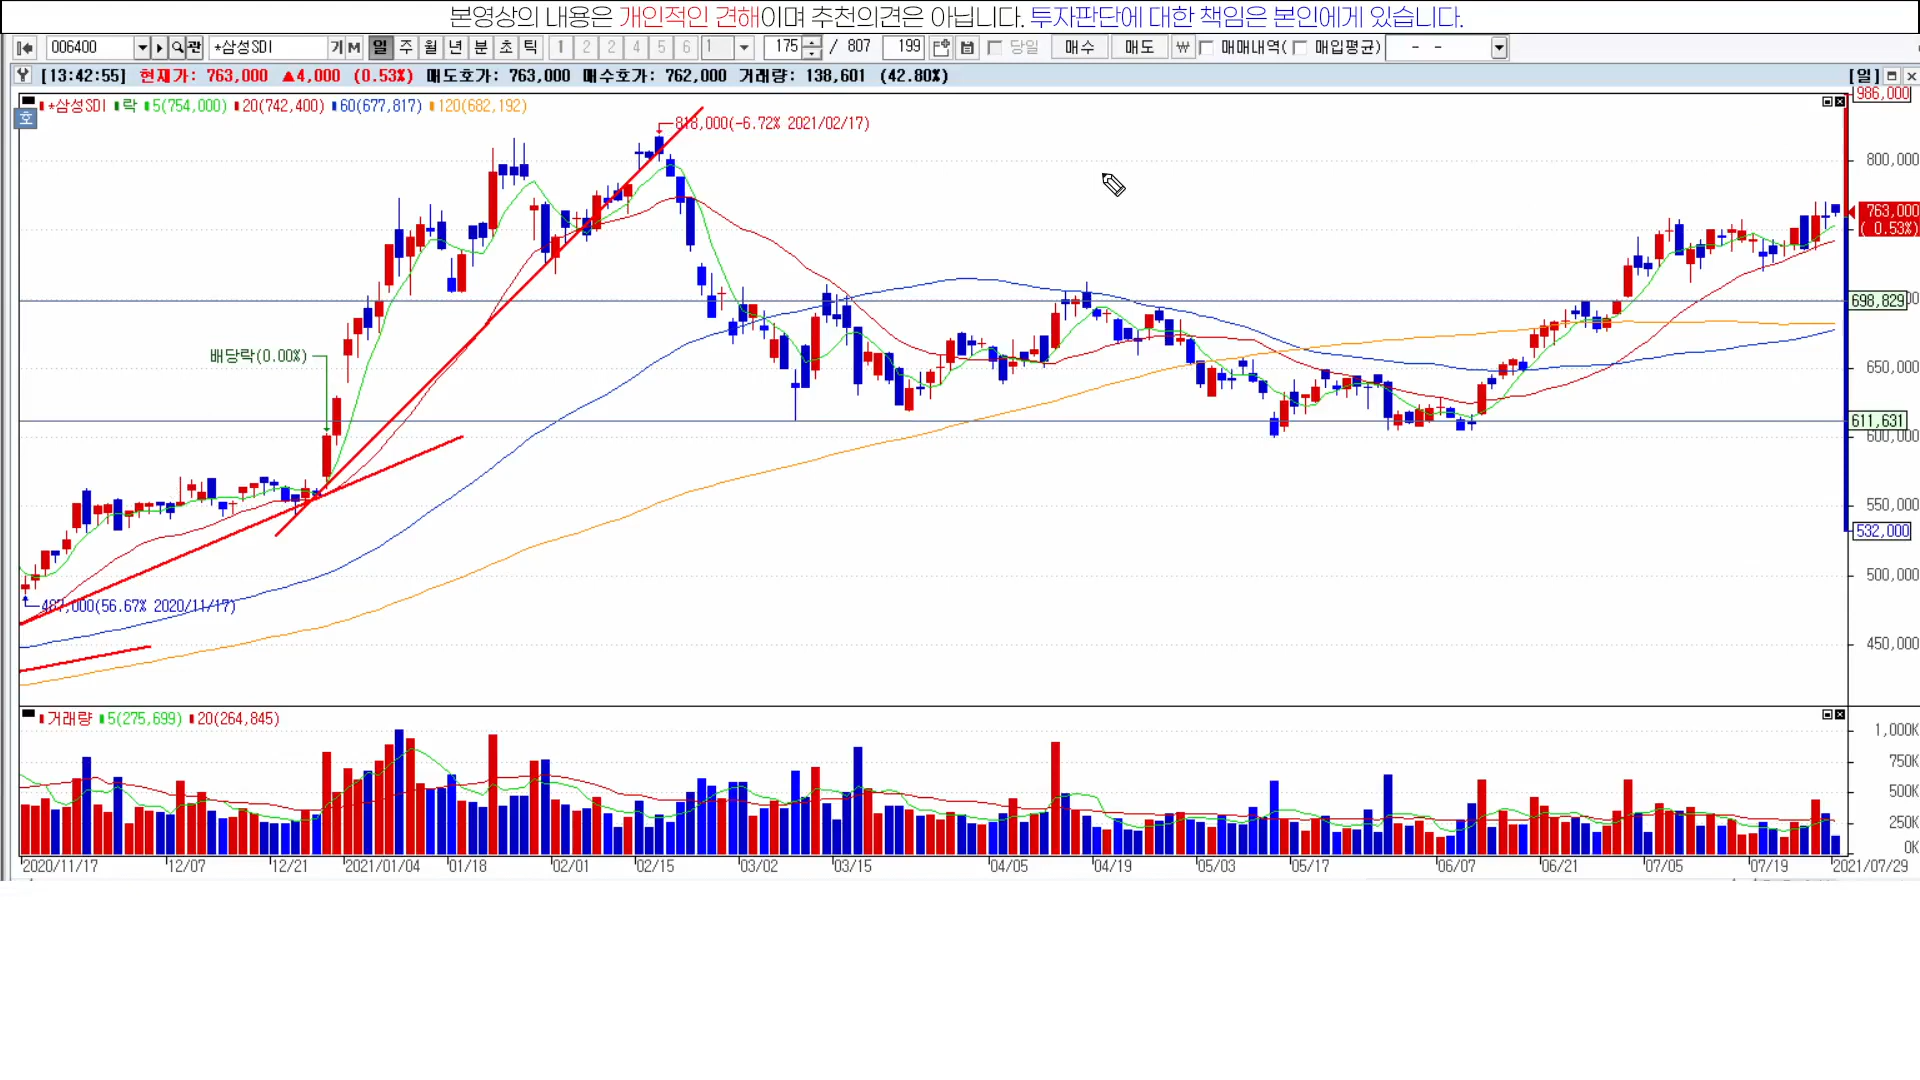 본영상의 내용은 개인적인 견해이며 추천의견은 아닙니다. 투자판단에 대한 책임은 본인에게 있습니다.
006400 관 *삼성SDI 기 M 일 주 월 년 분 초 틱 1 2 2 4 5 6 1 175 / 807 199 당일 매수 매도 ₩ 매매내역( 매입평균) - -
[13:42:55] 현재가: 763,000 ▲4,000 (0.53%) 매도호가: 763,000 매수호가: 762,000 거래량: 138,601 (42.80%) [일]
986,000
*삼성SDI 락 5(754,000) 20(742,400) 60(677,817) 120(682,192)
호
818,000(-6.72% 2021/02/17)
800,000
763,000
( 0.53%)
698,829
배당락(0.00%)
650,000
611,631
600,000
550,000
532,000
500,000
487,000(56.67% 2020/11/17)
450,000
거래량 5(275,699) 20(264,845)
1,000K
750K
500K
250K
0K
2020/11/17 12/07 12/21 2021/01/04 01/18 02/01 02/15 03/02 03/15 04/05 04/19 05/03 05/17 06/07 06/21 07/05 07/19 2021/07/29